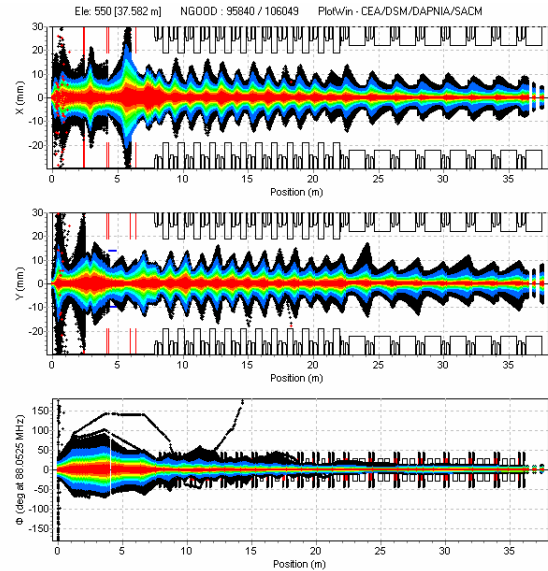 Ele: 550 [37.582 m] NGOOD : 95840 / 106049 PlotWin - CEA/DSM/DAPNIA/SACM
X (mm)
30
20
10
0
-10
-20
0 5 10 15 20 25 30 35
Position (m)
Y (mm)
30
20
10
0
-10
-20
0 5 10 15 20 25 30 35
Position (m)
Φ (deg at 88.0525 MHz)
150
100
50
0
-50
-100
-150
0 5 10 15 20 25 30 35
Position (m)